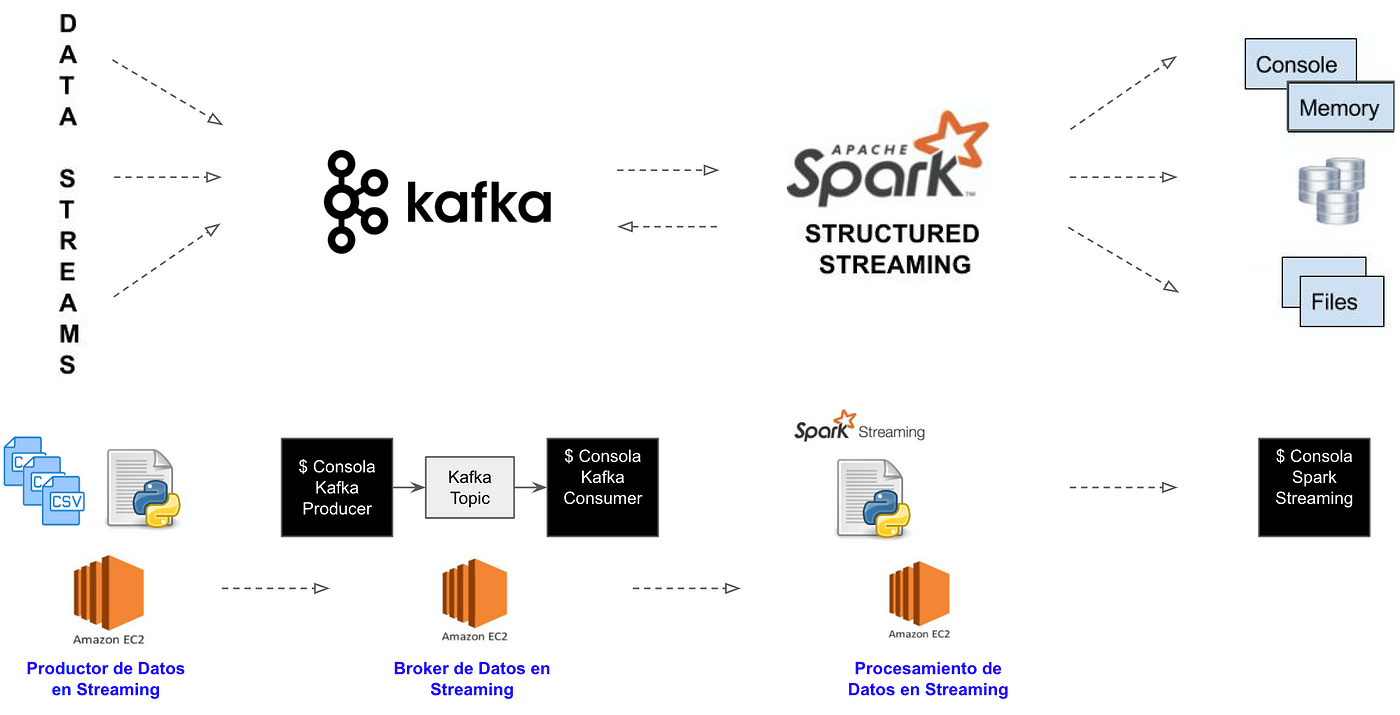 DATA STREAMS
kafka
APACHE
Spark™
STRUCTURED
STREAMING
Console
Memory
Files
C
C
CSV
$ Consola
Kafka
Producer
Kafka
Topic
$ Consola
Kafka
Consumer
Spark Streaming
$ Consola
Spark
Streaming
Amazon EC2
Amazon EC2
Amazon EC2
Productor de Datos
en Streaming
Broker de Datos en
Streaming
Procesamiento de
Datos en Streaming